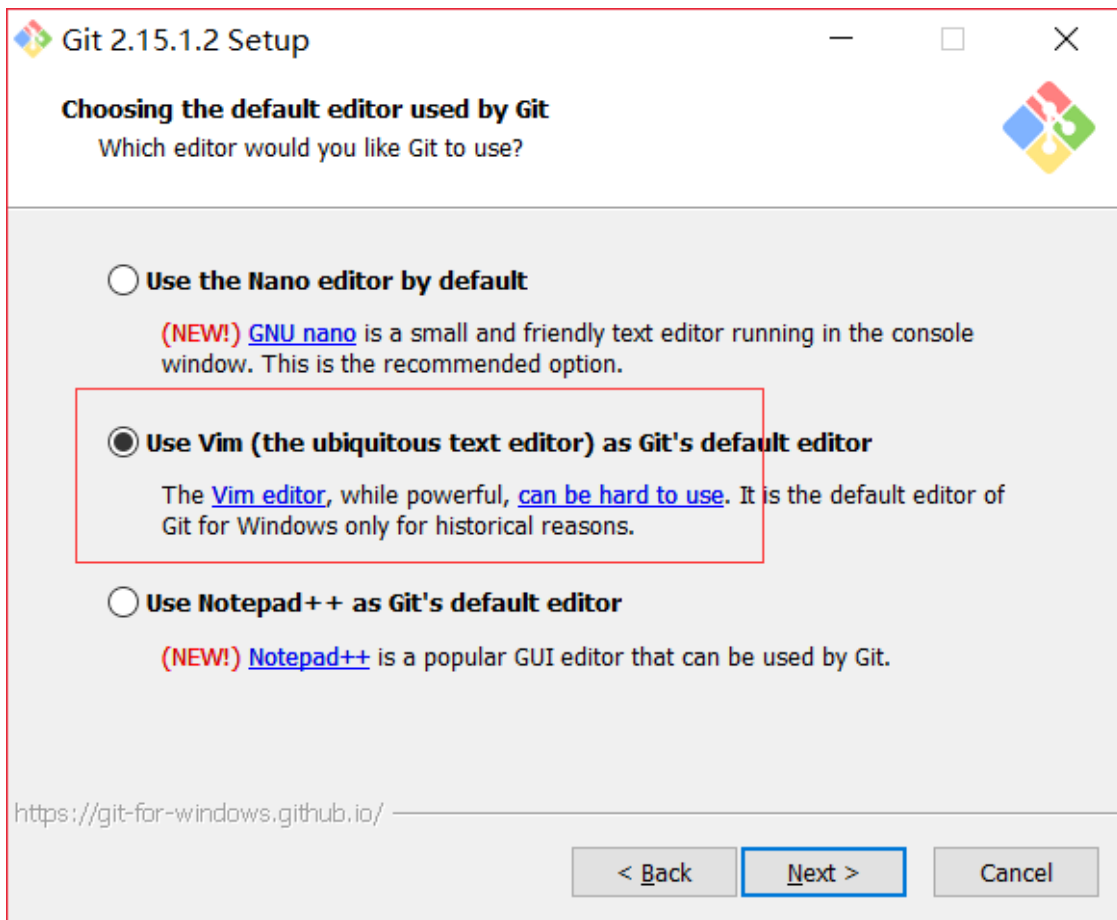 Git 2.15.1.2 Setup
Choosing the default editor used by Git
Which editor would you like Git to use?
Use the Nano editor by default
(NEW!) GNU nano is a small and friendly text editor running in the console
window. This is the recommended option.
Use Vim (the ubiquitous text editor) as Git's default editor
The Vim editor, while powerful, can be hard to use. It is the default editor of
Git for Windows only for historical reasons.
Use Notepad++ as Git's default editor
(NEW!) Notepad++ is a popular GUI editor that can be used by Git.
https://git-for-windows.github.io/
< Back Next > Cancel